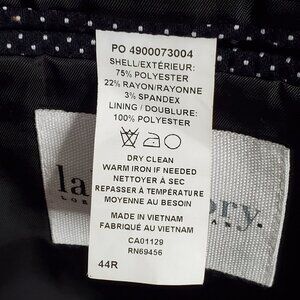 PO 4900073004
SHELL/EXTÉRIEUR:
75% POLYESTER
22% RAYON/RAYONNE
3% SPANDEX
LINING / DOUBLURE:
100% POLYESTER
DRY CLEAN
WARM IRON IF NEEDED
NETTOYER À SEC
REPASSER À TEMPÉRATURE
MOYENNE AU BESOIN
MADE IN VIETNAM
FABRIQUÉ AU VIETNAM
CA01129
RN69456
44R